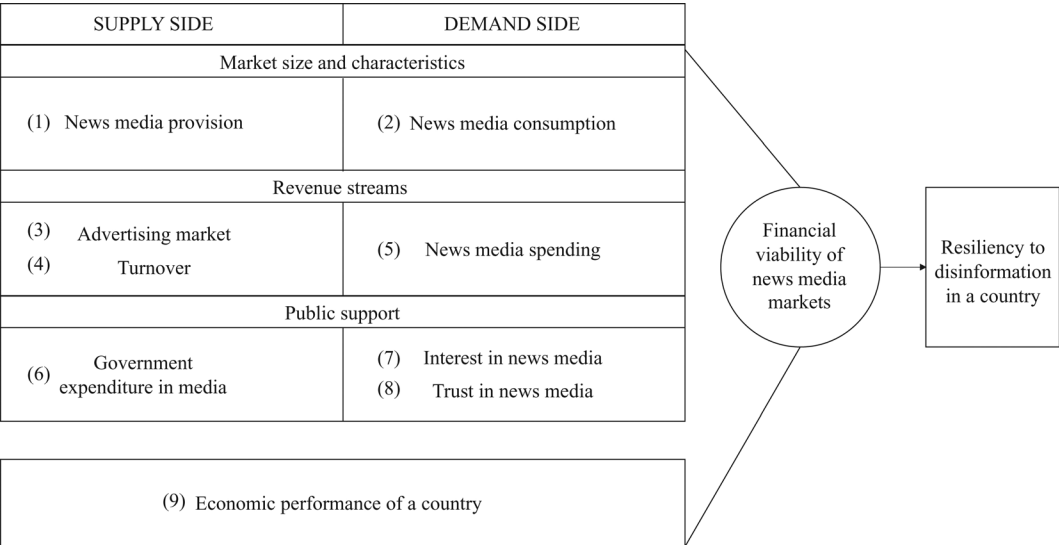 SUPPLY SIDE
DEMAND SIDE
Market size and characteristics
(1) News media provision
(2) News media consumption
Revenue streams
(3) Advertising market
(4) Turnover
(5) News media spending
Public support
(6) Government
expenditure in media
(7) Interest in news media
(8) Trust in news media
(9) Economic performance of a country
Financial
viability of
news media
markets
Resiliency to
disinformation
in a country